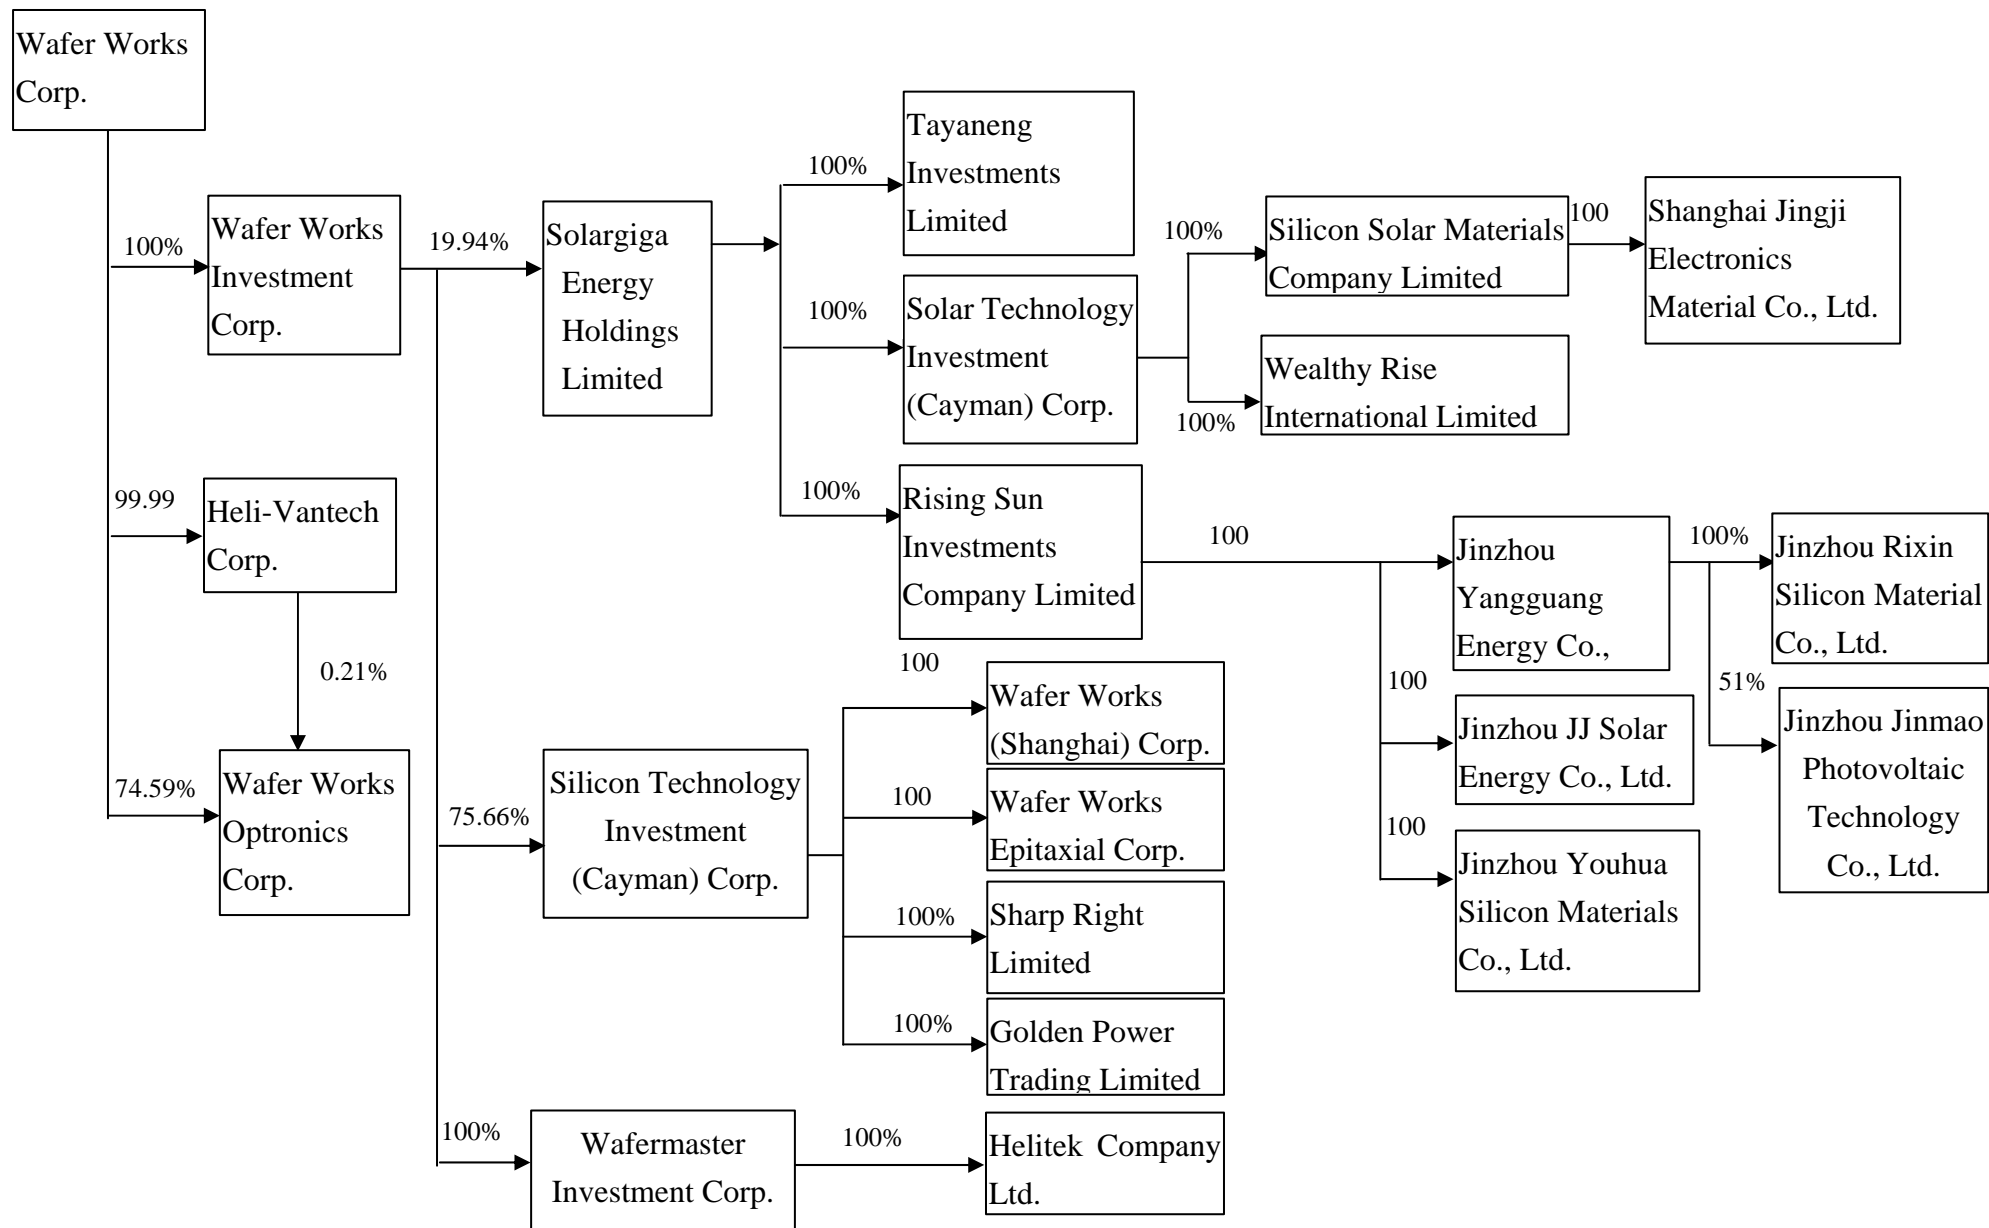 Wafer Works
Corp.
100%
Wafer Works
Investment
Corp.
99.99
Heli-Vantech
Corp.
0.21%
74.59%
Wafer Works
Optronics
Corp.
19.94%
Solargiga
Energy
Holdings
Limited
100%
Tayaneng
Investments
Limited
100%
Solar Technology
Investment
(Cayman) Corp.
100%
Silicon Solar Materials
Company Limited
100
Shanghai Jingji
Electronics
Material Co., Ltd.
100%
Wealthy Rise
International Limited
100%
Rising Sun
Investments
Company Limited
100
Jinzhou
Yangguang
Energy Co.,
100%
Jinzhou Rixin
Silicon Material
Co., Ltd.
51%
Jinzhou Jinmao
Photovoltaic
Technology
Co., Ltd.
100
Jinzhou JJ Solar
Energy Co., Ltd.
100
Jinzhou Youhua
Silicon Materials
Co., Ltd.
75.66%
Silicon Technology
Investment
(Cayman) Corp.
100
Wafer Works
(Shanghai) Corp.
100
Wafer Works
Epitaxial Corp.
100%
Sharp Right
Limited
100%
Golden Power
Trading Limited
100%
Wafermaster
Investment Corp.
100%
Helitek Company
Ltd.